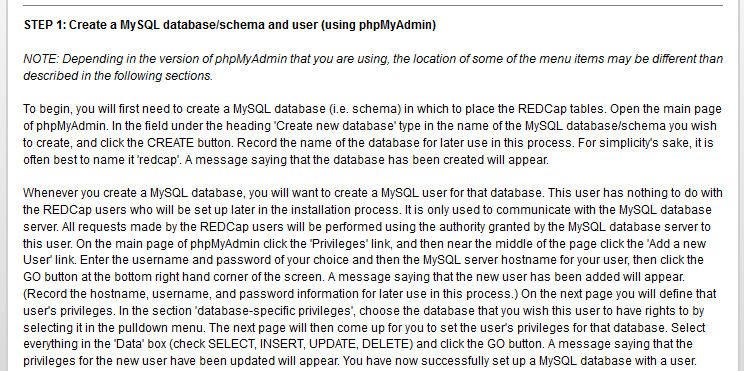 STEP 1: Create a MySQL database/schema and user (using phpMyAdmin)
NOTE: Depending in the version of phpMyAdmin that you are using, the location of some of the menu items may be different than
described in the following sections.
To begin, you will first need to create a MySQL database (i.e. schema) in which to place the REDCap tables. Open the main page
of phpMyAdmin. In the field under the heading 'Create new database' type in the name of the MySQL database/schema you wish
to create, and click the CREATE button. Record the name of the database for later use in this process. For simplicity's sake, it is
often best to name it 'redcap'. A message saying that the database has been created will appear.
Whenever you create a MySQL database, you will want to create a MySQL user for that database. This user has nothing to do with
the REDCap users who will be set up later in the installation process. It is only used to communicate with the MySQL database
server. All requests made by the REDCap users will be performed using the authority granted by the MySQL database server to
this user. On the main page of phpMyAdmin click the 'Privileges' link, and then near the middle of the page click the 'Add a new
User' link. Enter the username and password of your choice and then the MySQL server hostname for your user, then click the
GO button at the bottom right hand corner of the screen. A message saying that the new user has been added will appear.
(Record the hostname, username, and password information for later use in this process.) On the next page you will define that
user's privileges. In the section 'database-specific privileges', choose the database that you wish this user to have rights to by
selecting it in the pulldown menu. The next page will then come up for you to set the user's privileges for that database. Select
everything in the 'Data' box (check SELECT, INSERT, UPDATE, DELETE) and click the GO button. A message saying that the
privileges for the new user have been updated will appear. You have now successfully set up a MySQL database with a user.